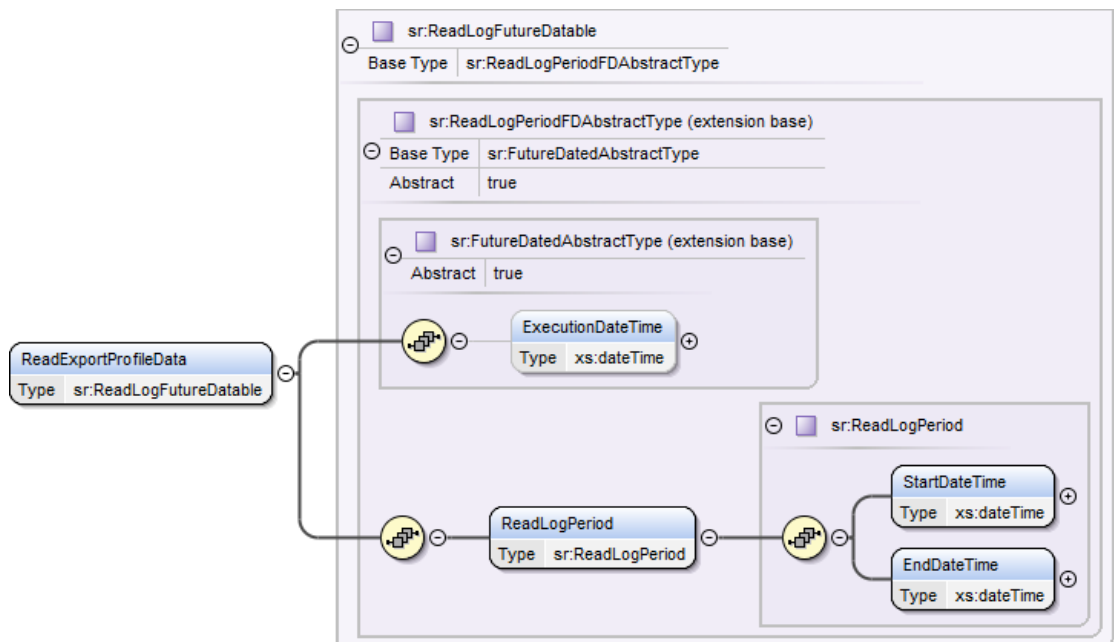 sr:ReadLogFutureDatable
Base Type sr:ReadLogPeriodFDAbstractType
sr:ReadLogPeriodFDAbstractType (extension base)
Base Type sr:FutureDatedAbstractType
Abstract true
sr:FutureDatedAbstractType (extension base)
Abstract true
ExecutionDateTime
Type xs:dateTime
ReadExportProfileData
Type sr:ReadLogFutureDatable
sr:ReadLogPeriod
StartDateTime
Type xs:dateTime
ReadLogPeriod
Type sr:ReadLogPeriod
EndDateTime
Type xs:dateTime